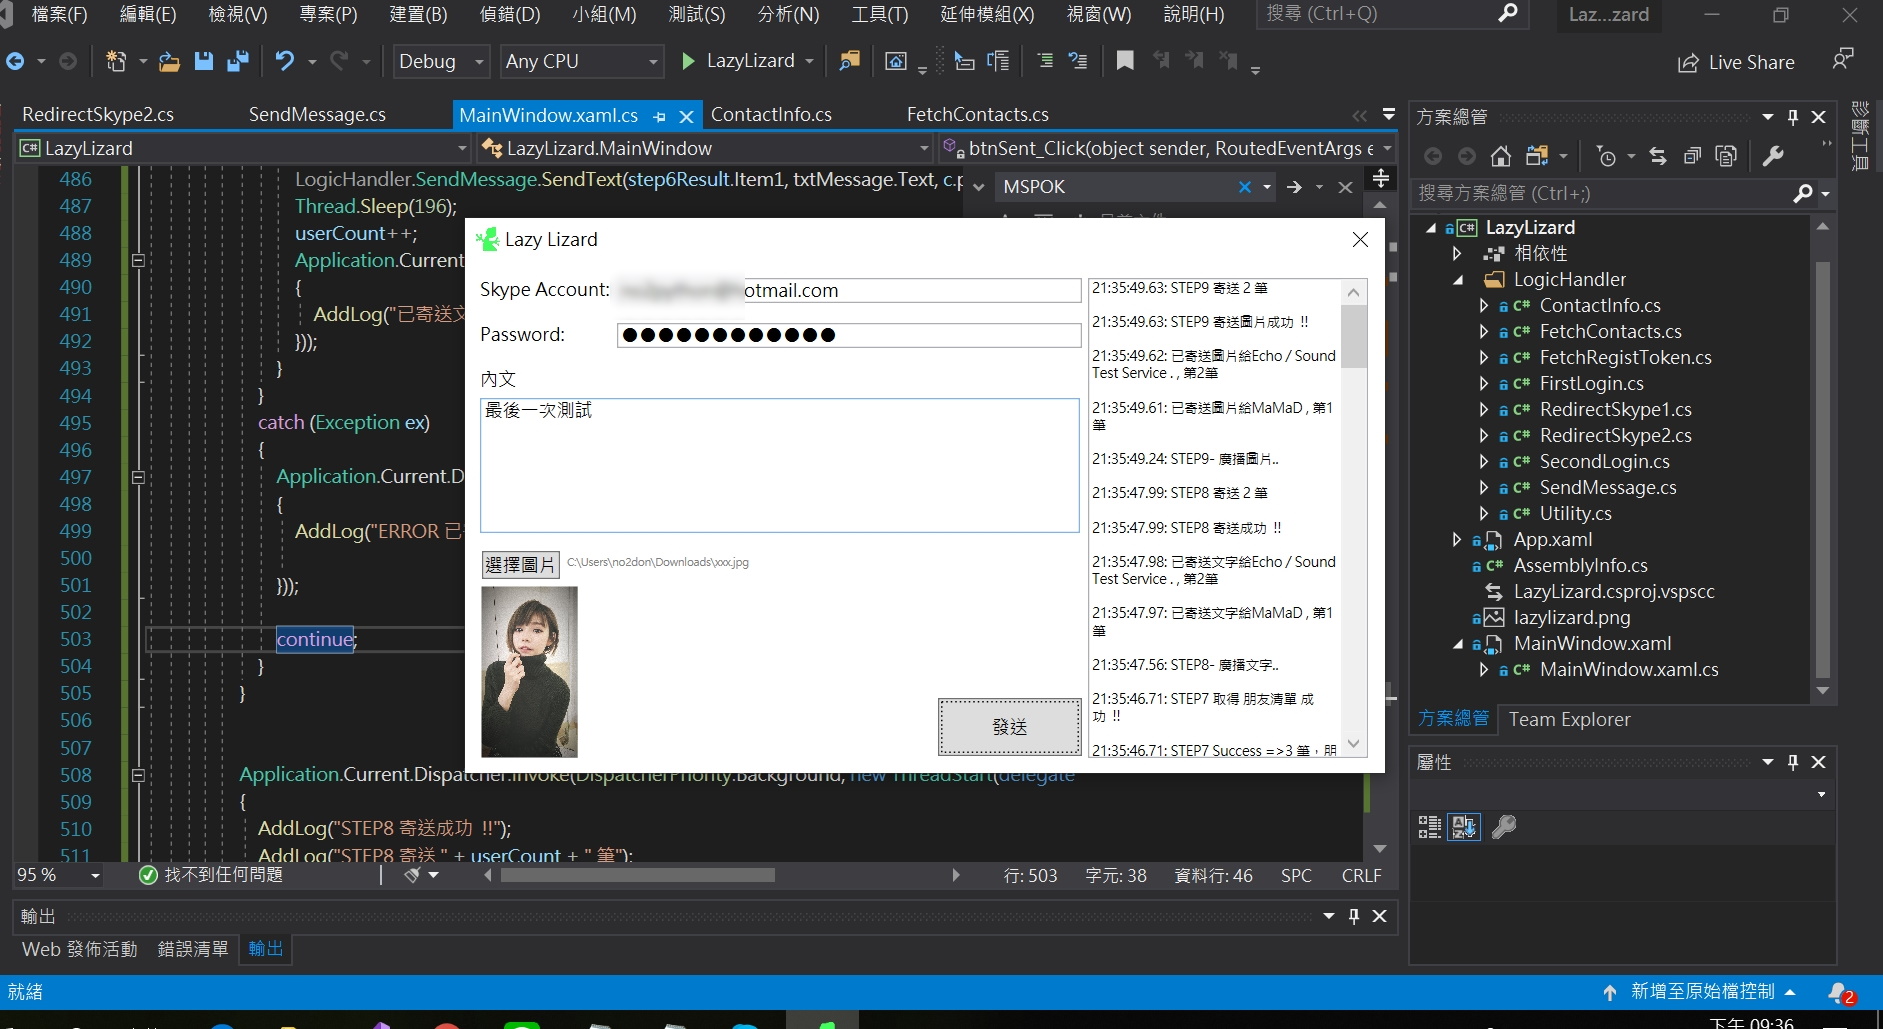 檔案(F) 編輯(E) 檢視(V) 專案(P) 建置(B) 偵錯(D) 小組(M) 測試(S) 分析(N) 工具(T) 延伸模組(X) 視窗(W) 說明(H) 搜尋 (Ctrl+Q) Laz...zard
Debug Any CPU LazyLizard Live Share
RedirectSkype2.cs SendMessage.cs MainWindow.xaml.cs ContactInfo.cs FetchContacts.cs
LazyLizard LazyLizard.MainWindow btnSent_Click(object sender, RoutedEventArgs e
MSPOK
486 LogicHandler.SendMessage.SendText(step6Result.Item1, txtMessage.Text, c.p
487 Thread.Sleep(196);
488 userCount++;
489 Application.Current
490 {
491 AddLog("已寄送文
492 }));
493 }
494 }
495 catch (Exception ex)
496 {
497 Application.Current.D
498 {
499 AddLog("ERROR 已
500
501 }));
502
503 continue;
504 }
505 }
506
507
508 Application.Current.Dispatcher.Invoke(DispatcherPriority.Background, new ThreadStart(delegate
509 {
510 AddLog("STEP8 寄送成功 !!");
511 AddLog("STEP8 寄送 " + userCount + " 筆");
Lazy Lizard
Skype Account: otmail.com
Password: ●●●●●●●●●●●●
內文
最後一次測試
選擇圖片 C:\Users\no2don\Downloads\xxx.jpg
發送
21:35:49.63: STEP9 寄送 2 筆
21:35:49.63: STEP9 寄送圖片成功 !!
21:35:49.62: 已寄送圖片給Echo / Sound
Test Service . , 第2筆
21:35:49.61: 已寄送圖片給MaMaD , 第1
筆
21:35:49.24: STEP9- 廣播圖片..
21:35:47.99: STEP8 寄送 2 筆
21:35:47.99: STEP8 寄送成功 !!
21:35:47.98: 已寄送文字給Echo / Sound
Test Service . , 第2筆
21:35:47.97: 已寄送文字給MaMaD , 第1
筆
21:35:47.56: STEP8- 廣播文字..
21:35:46.71: STEP7 取得 朋友清單 成
功 !!
21:35:46.71: STEP7 Success =>3 筆，朋
95 % 找不到任何問題 行: 503 字元: 38 資料行: 46 SPC CRLF
輸出
Web 發佈活動 錯誤清單 輸出
方案總管
搜尋方案總管 (Ctrl+;)
C# LazyLizard
相依性
LogicHandler
C# ContactInfo.cs
C# FetchContacts.cs
C# FetchRegistToken.cs
C# FirstLogin.cs
C# RedirectSkype1.cs
C# RedirectSkype2.cs
C# SecondLogin.cs
C# SendMessage.cs
C# Utility.cs
App.xaml
C# AssemblyInfo.cs
LazyLizard.csproj.vspscc
lazylizard.png
MainWindow.xaml
C# MainWindow.xaml.cs
方案總管 Team Explorer
屬性
診斷工具
就緒 新增至原始檔控制 2
下午 09:36